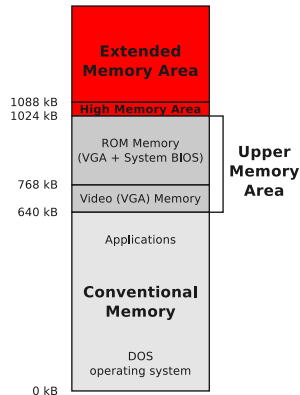 Extended
Memory Area
1088 kB
High Memory Area
1024 kB
ROM Memory
(VGA + System BIOS)
Upper
Memory
Area
768 kB
Video (VGA) Memory
640 kB
Applications
Conventional
Memory
DOS
operating system
0 kB